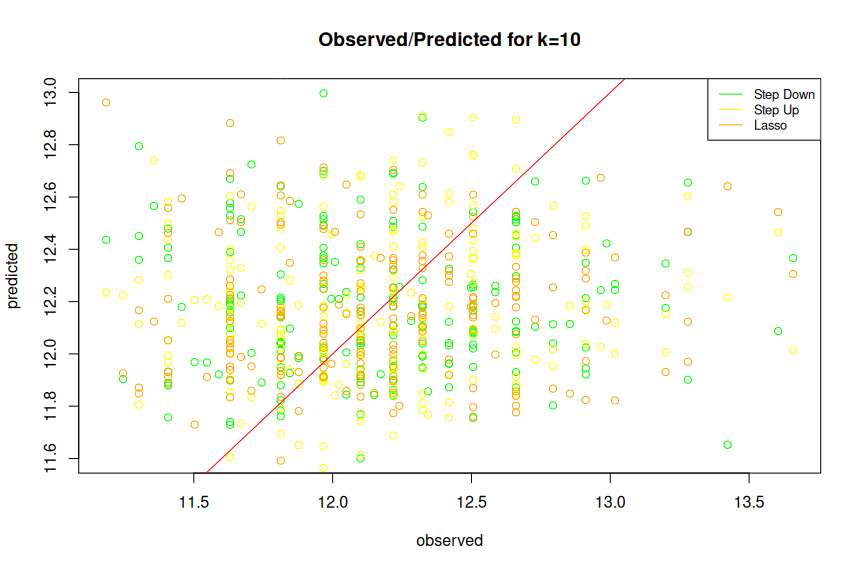 Observed/Predicted for k=10
Step Down
Step Up
Lasso
predicted
13.0
12.8
12.6
12.4
12.2
12.0
11.8
11.6
11.5
12.0
12.5
13.0
13.5
observed